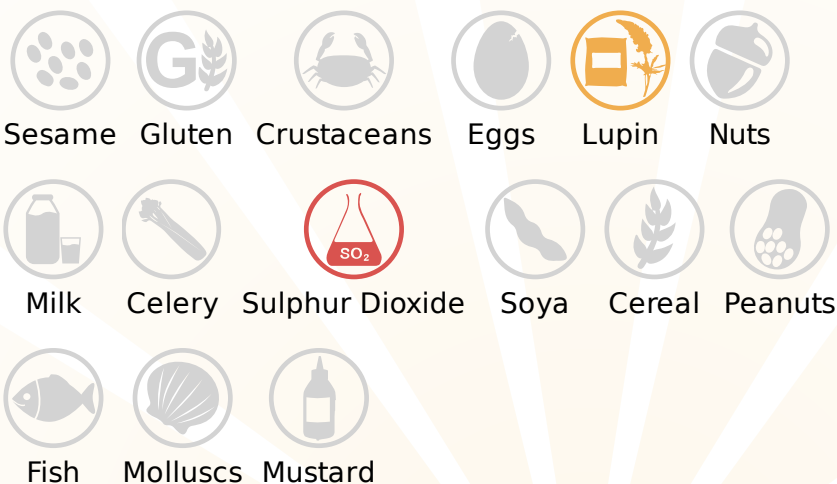 G
Sesame Gluten Crustaceans Eggs Lupin Nuts
SO₂
Milk Celery Sulphur Dioxide Soya Cereal Peanuts
Fish Molluscs Mustard